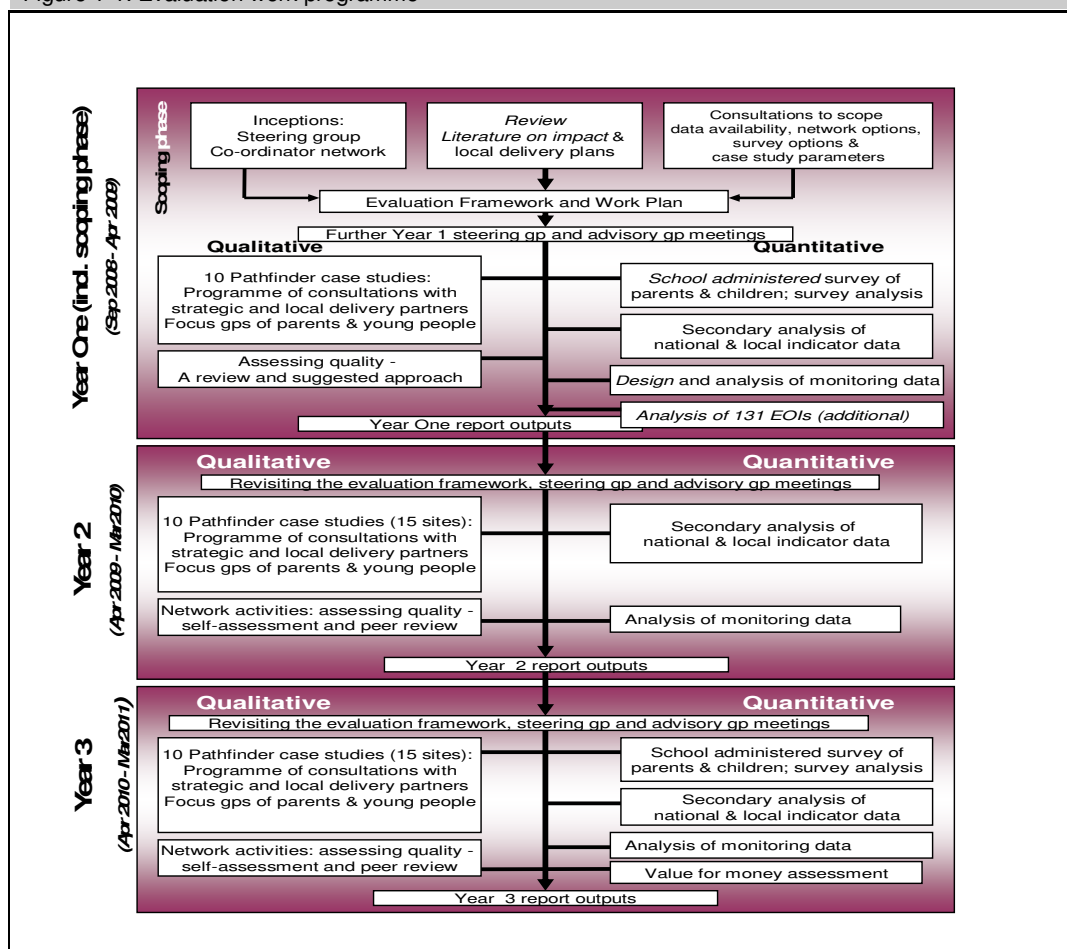 Figure 1-1: Evaluation work programme
Year One (incl. scoping phase)
(Sep 2008 - Apr 2009)
Scoping phase
Inceptions:
Steering group
Co-ordinator network
Review
Literature on impact &
local delivery plans
Consultations to scope
data availability, network options,
survey options &
case study parameters
Evaluation Framework and Work Plan
Further Year 1 steering gp and advisory gp meetings
Qualitative
Quantitative
10 Pathfinder case studies:
Programme of consultations with
strategic and local delivery partners
Focus gps of parents & young people
School administered survey of
parents & children; survey analysis
Secondary analysis of
national & local indicator data
Assessing quality -
A review and suggested approach
Design and analysis of monitoring data
Analysis of 131 EOIs (additional)
Year One report outputs
Year 2
(Apr 2009 - Mar 2010)
Qualitative
Quantitative
Revisiting the evaluation framework, steering gp and advisory gp meetings
10 Pathfinder case studies (15 sites):
Programme of consultations with
strategic and local delivery partners
Focus gps of parents & young people
Secondary analysis of
national & local indicator data
Network activities: assessing quality -
self-assessment and peer review
Analysis of monitoring data
Year 2 report outputs
Year 3
(Apr 2010 - Mar 2011)
Qualitative
Quantitative
Revisiting the evaluation framework, steering gp and advisory gp meetings
10 Pathfinder case studies (15 sites):
Programme of consultations with
strategic and local delivery partners
Focus gps of parents & young people
School administered survey of
parents & children; survey analysis
Secondary analysis of
national & local indicator data
Network activities: assessing quality -
self-assessment and peer review
Analysis of monitoring data
Value for money assessment
Year 3 report outputs